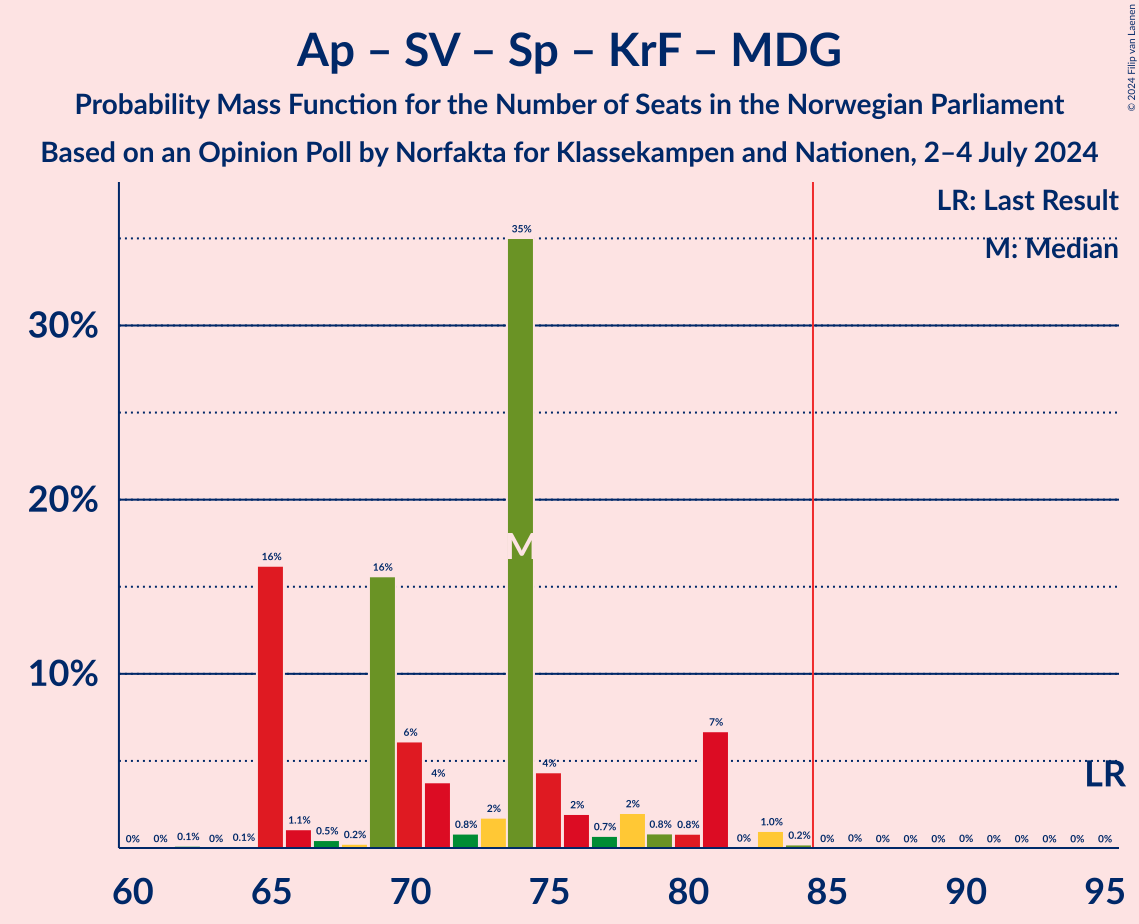 Ap – SV – Sp – KrF – MDG
Probability Mass Function for the Number of Seats in the Norwegian Parliament
Based on an Opinion Poll by Norfakta for Klassekampen and Nationen, 2–4 July 2024
© 2024 Filip van Laenen
LR: Last Result
M: Median
30%
20%
10%
0% 0% 0.1% 0% 0.1% 16% 1.1% 0.5% 0.2% 16% 6% 4% 0.8% 2% 35% 4% 2% 0.7% 2% 0.8% 0.8% 7% 0% 1.0% 0.2% 0% 0% 0% 0% 0% 0% 0% 0% 0% 0% 0%
M
LR
60 65 70 75 80 85 90 95